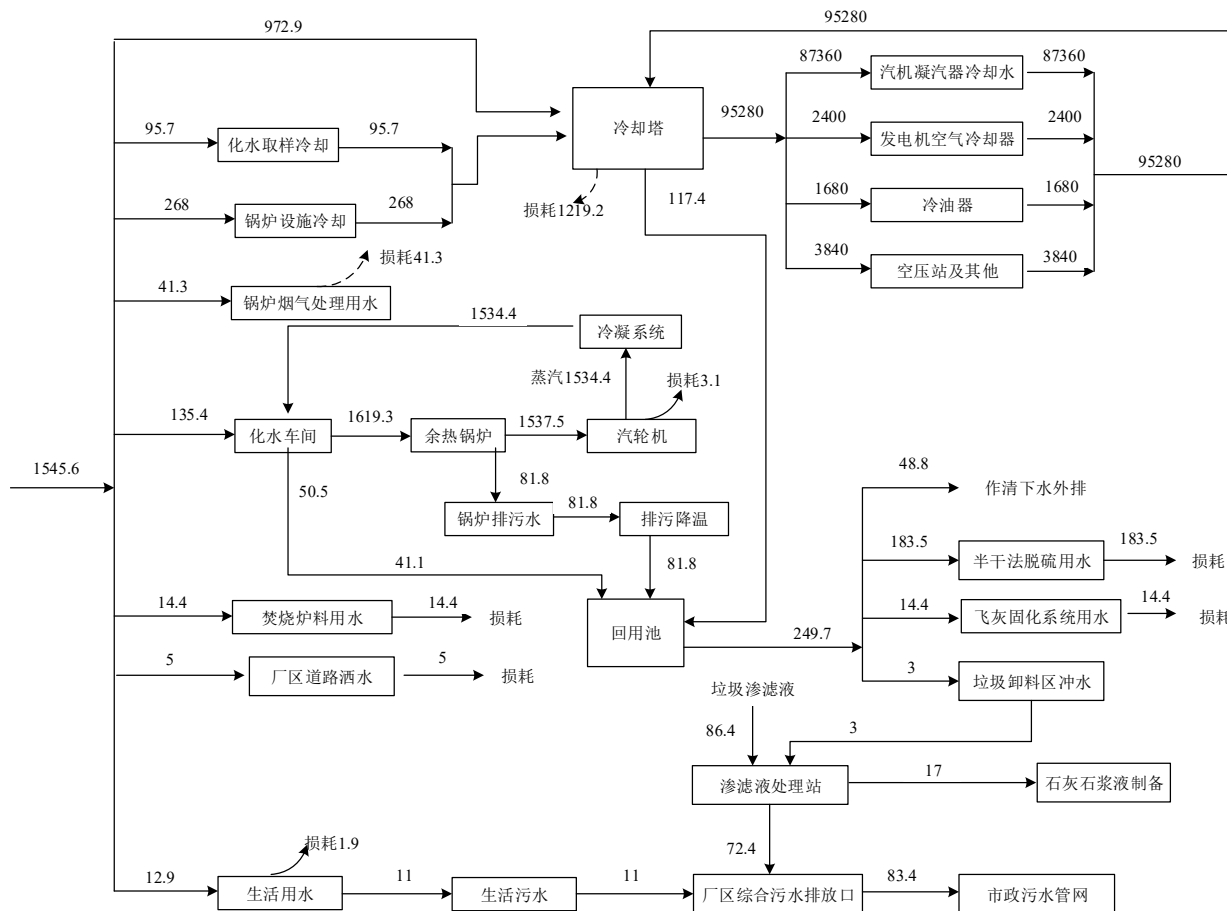 972.9
95280
87360
汽机凝汽器冷却水
87360
95.7
化水取样冷却
95.7
冷却塔
95280
2400
发电机空气冷却器
2400
95280
268
锅炉设施冷却
268
损耗1219.2
117.4
1680
冷油器
1680
损耗41.3
3840
空压站及其他
3840
41.3
锅炉烟气处理用水
1534.4
冷凝系统
蒸汽1534.4
损耗3.1
135.4
化水车间
1619.3
余热锅炉
1537.5
汽轮机
1545.6
50.5
81.8
48.8
作清下水外排
锅炉排污水
81.8
排污降温
41.1
81.8
183.5
半干法脱硫用水
183.5
损耗
14.4
焚烧炉料用水
14.4
损耗
回用池
249.7
14.4
飞灰固化系统用水
14.4
损耗
5
厂区道路洒水
5
损耗
3
垃圾卸料区冲水
垃圾渗滤液
86.4
3
渗滤液处理站
17
石灰石浆液制备
损耗1.9
72.4
12.9
生活用水
11
生活污水
11
厂区综合污水排放口
83.4
市政污水管网